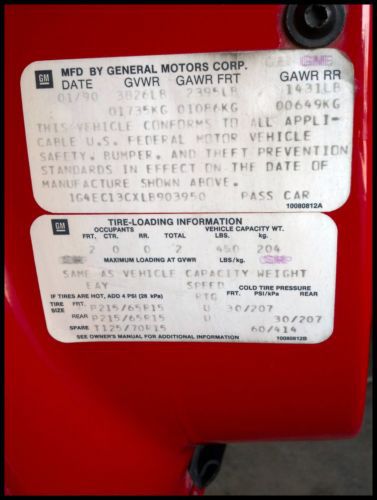 GM
MFD BY GENERAL MOTORS CORP.
DATE GVWR GAWR FRT GAWR RR
01/90 3826LB 2395LB 1431LB
01735KG 01086KG 00649KG
THIS VEHICLE CONFORMS TO ALL APPLI-
CABLE U.S. FEDERAL MOTOR VEHICLE
SAFETY, BUMPER, AND THEFT PREVENTION
STANDARDS IN EFFECT ON THE DATE OF
MANUFACTURE SHOWN ABOVE.
1G4EC13CXLB903950 PASS CAR
10080812A
GM
TIRE-LOADING INFORMATION
OCCUPANTS VEHICLE CAPACITY WT.
FRT. CTR. RR. TOTAL LBS. kg.
2 0 0 2 450 204
MAXIMUM LOADING AT GVWR
SAME AS VEHICLE CAPACITY WEIGHT
EAY SPEED COLD TIRE PRESSURE
IF TIRES ARE HOT, ADD 4 PSI (28 kPa) RTG FRT. PSI/kPa REAR
TIRE SIZE FRT. P215/65R15 U 30/207
REAR P215/65R15 U 30/207
SPARE T125/70R15 60/414
SEE OWNER'S MANUAL FOR ADDITIONAL INFORMATION 10080812B